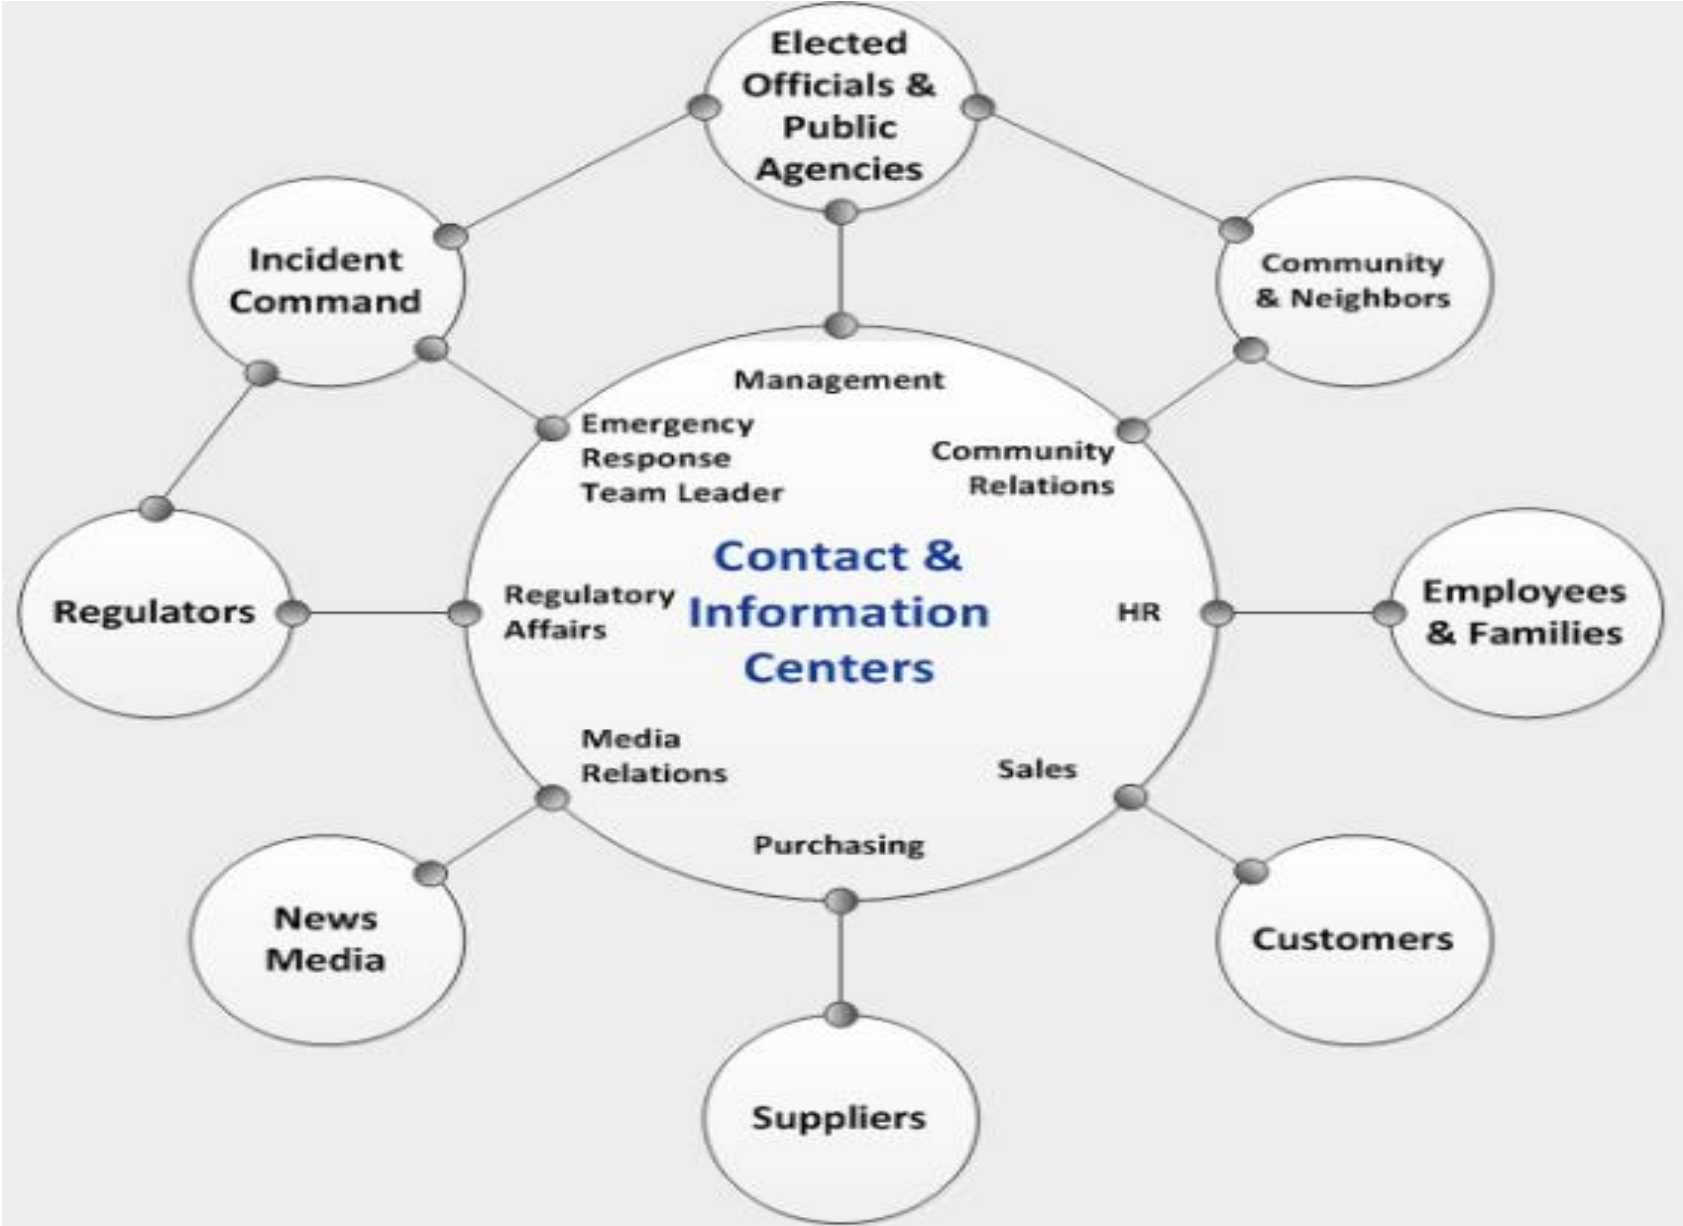 Elected
Officials &
Public
Agencies
Incident
Command
Community
& Neighbors
Management
Emergency
Response
Team Leader
Community
Relations
Contact &
Information
Centers
Regulators
Regulatory
Affairs
HR
Employees
& Families
Media
Relations
Sales
Purchasing
News
Media
Customers
Suppliers